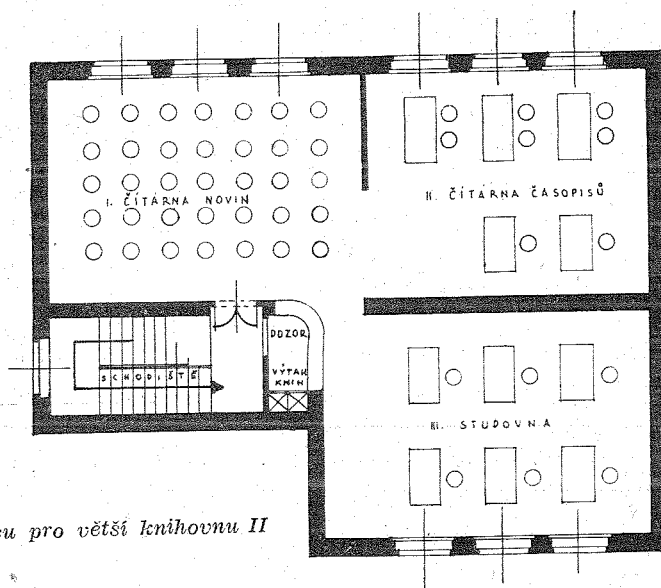 I. ČÍTÁRNA NOVIN
II. ČÍTÁRNA ČASOPISŮ
DOZOR
VÝTAH
KNIH
SCHODIŠTĚ
III. STUDOVNA
pro větší knihovnu II